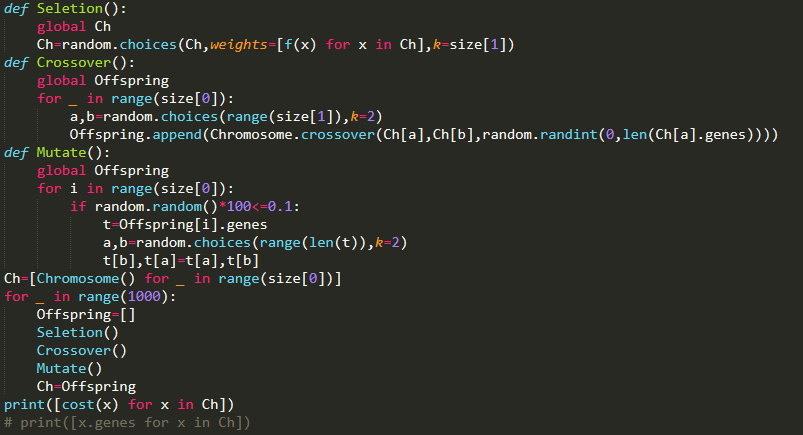 def Seletion():
    global Ch
    Ch=random.choices(Ch,weights=[f(x) for x in Ch],k=size[1])
def Crossover():
    global Offspring
    for _ in range(size[0]):
        a,b=random.choices(range(size[1]),k=2)
        Offspring.append(Chromosome.crossover(Ch[a],Ch[b],random.randint(0,len(Ch[a].genes))))
def Mutate():
    global Offspring
    for i in range(size[0]):
        if random.random()*100<=0.1:
            t=Offspring[i].genes
            a,b=random.choices(range(len(t)),k=2)
            t[b],t[a]=t[a],t[b]
Ch=[Chromosome() for _ in range(size[0])]
for _ in range(1000):
    Offspring=[]
    Seletion()
    Crossover()
    Mutate()
    Ch=Offspring
print([cost(x) for x in Ch])
# print([x.genes for x in Ch])